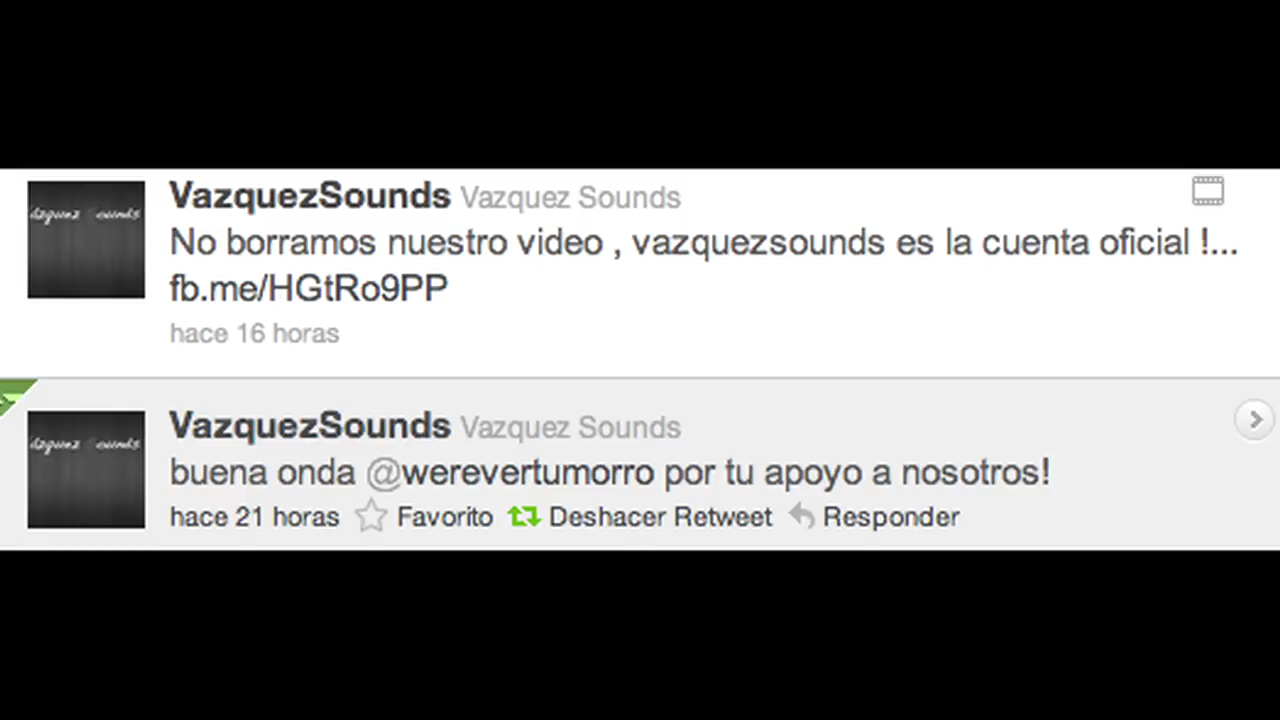 VazquezSounds Vazquez Sounds
No borramos nuestro video , vazquezsounds es la cuenta oficial !...
fb.me/HGtRo9PP
hace 16 horas
VazquezSounds Vazquez Sounds
buena onda @werevertumorro por tu apoyo a nosotros!
hace 21 horas Favorito Deshacer Retweet Responder